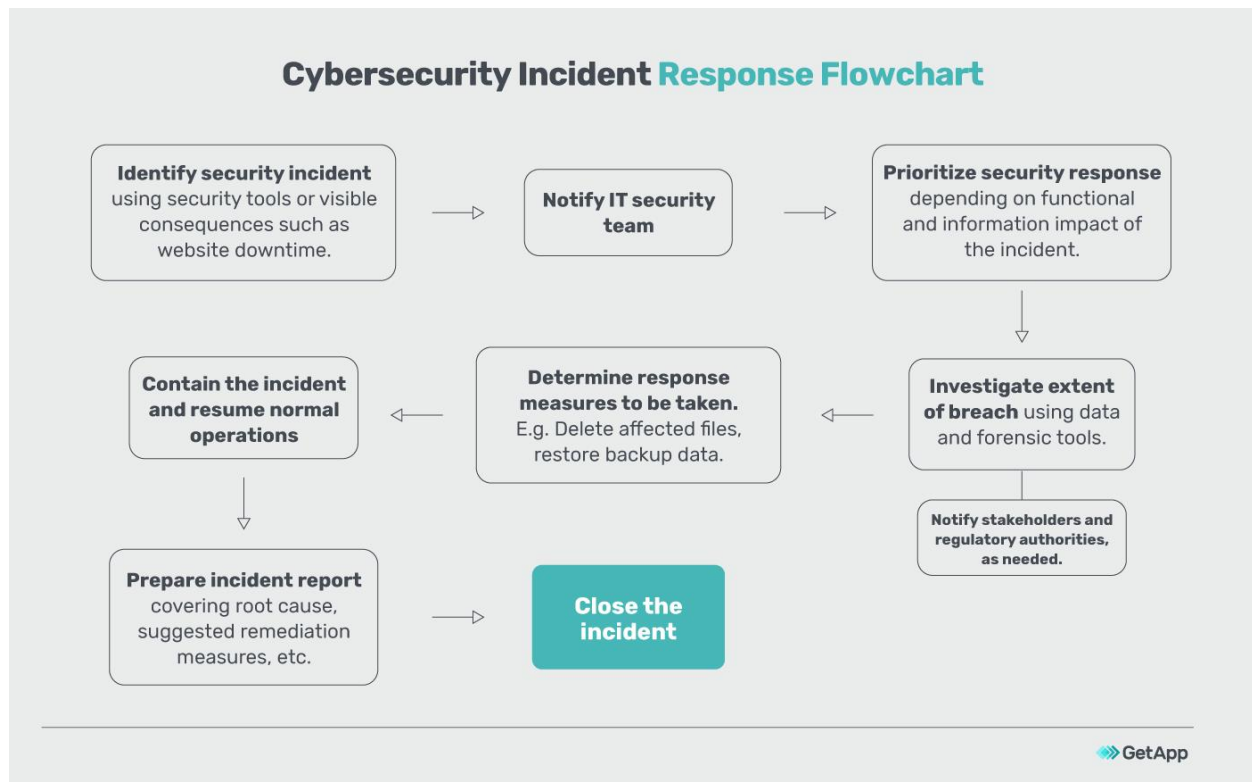 Cybersecurity Incident Response Flowchart
Identify security incident
using security tools or visible
consequences such as
website downtime.
Notify IT security
team
Prioritize security response
depending on functional
and information impact of
the incident.
Investigate extent
of breach using data
and forensic tools.
Notify stakeholders and
regulatory authorities,
as needed.
Determine response
measures to be taken.
E.g. Delete affected files,
restore backup data.
Contain the incident
and resume normal
operations
Prepare incident report
covering root cause,
suggested remediation
measures, etc.
Close the
incident
GetApp